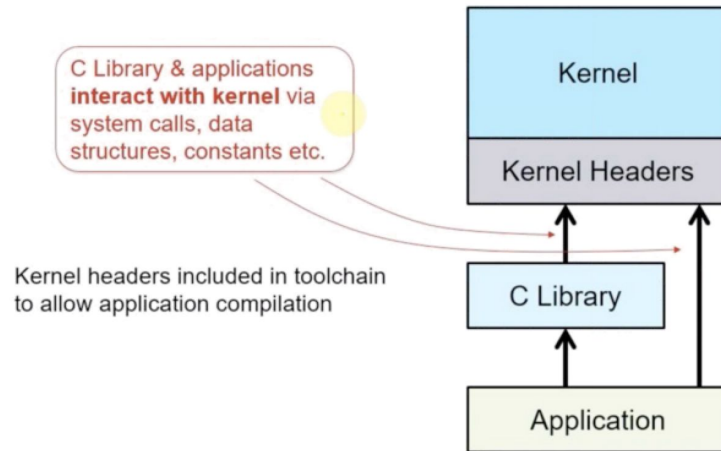 C Library & applications
interact with kernel via
system calls, data
structures, constants etc.
Kernel
Kernel Headers
Kernel headers included in toolchain
to allow application compilation
C Library
Application